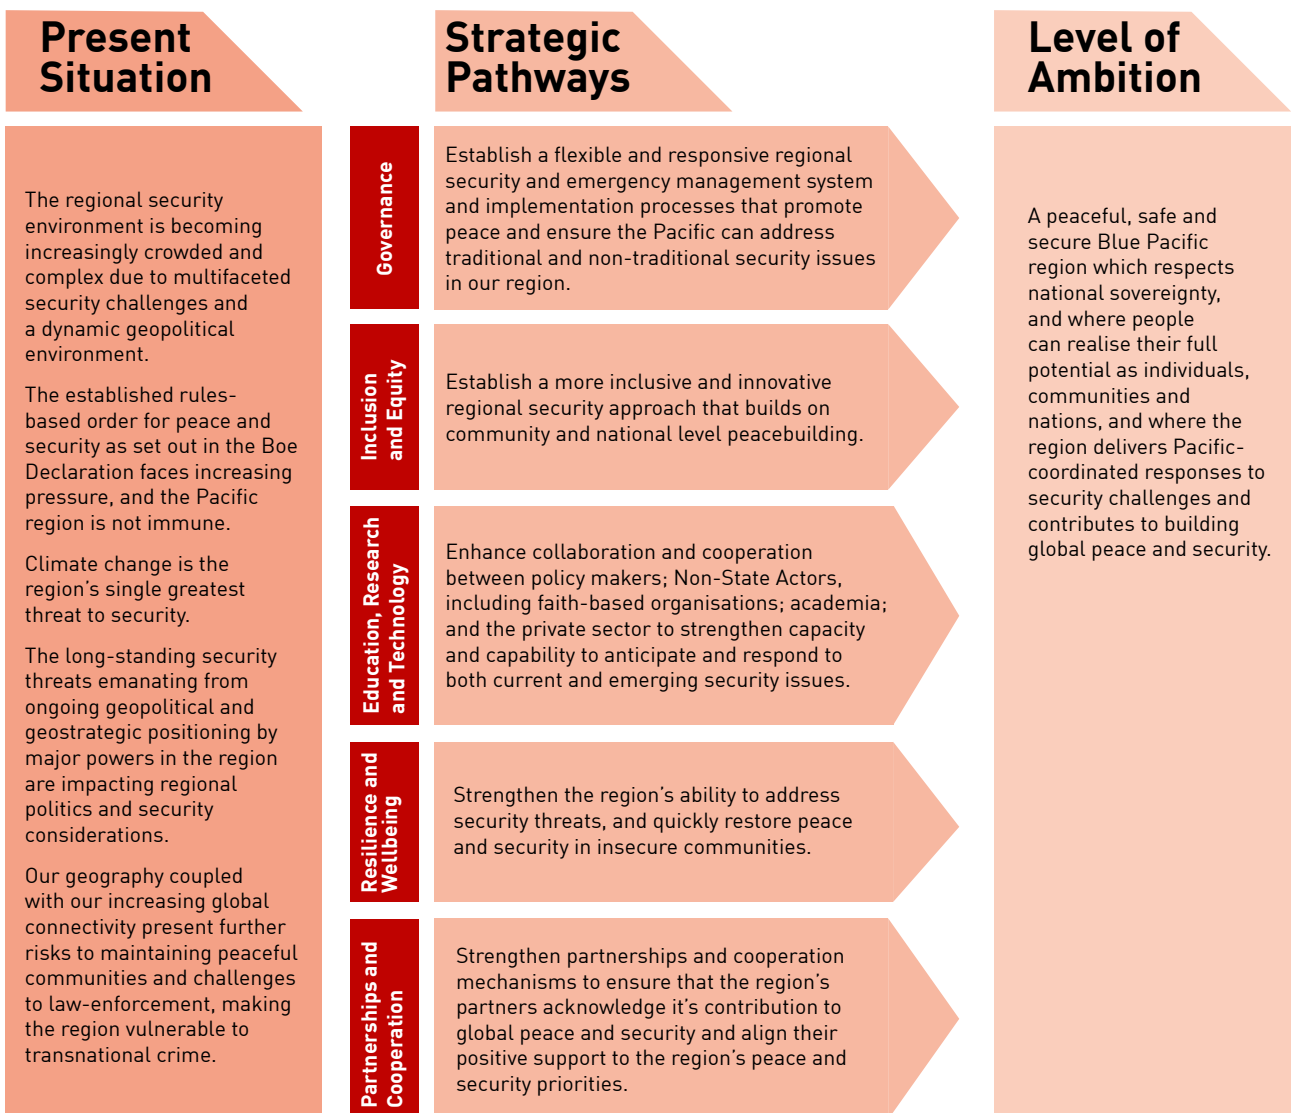 Present
Situation
The regional security
environment is becoming
increasingly crowded and
complex due to multifaceted
security challenges and
a dynamic geopolitical
environment.
The established rules-
based order for peace and
security as set out in the Boe
Declaration faces increasing
pressure, and the Pacific
region is not immune.
Climate change is the
region’s single greatest
threat to security.
The long-standing security
threats emanating from
ongoing geopolitical and
geostrategic positioning by
major powers in the region
are impacting regional
politics and security
considerations.
Our geography coupled
with our increasing global
connectivity present further
risks to maintaining peaceful
communities and challenges
to law-enforcement, making
the region vulnerable to
transnational crime.
Strategic
Pathways
Governance
Establish a flexible and responsive regional
security and emergency management system
and implementation processes that promote
peace and ensure the Pacific can address
traditional and non-traditional security issues
in our region.
Inclusion
and Equity
Establish a more inclusive and innovative
regional security approach that builds on
community and national level peacebuilding.
Education, Research
and Technology
Enhance collaboration and cooperation
between policy makers; Non-State Actors,
including faith-based organisations; academia;
and the private sector to strengthen capacity
and capability to anticipate and respond to
both current and emerging security issues.
Resilience and
Wellbeing
Strengthen the region’s ability to address
security threats, and quickly restore peace
and security in insecure communities.
Partnerships and
Cooperation
Strengthen partnerships and cooperation
mechanisms to ensure that the region’s
partners acknowledge it’s contribution to
global peace and security and align their
positive support to the region’s peace and
security priorities.
Level of
Ambition
A peaceful, safe and
secure Blue Pacific
region which respects
national sovereignty,
and where people
can realise their full
potential as individuals,
communities and
nations, and where the
region delivers Pacific-
coordinated responses to
security challenges and
contributes to building
global peace and security.